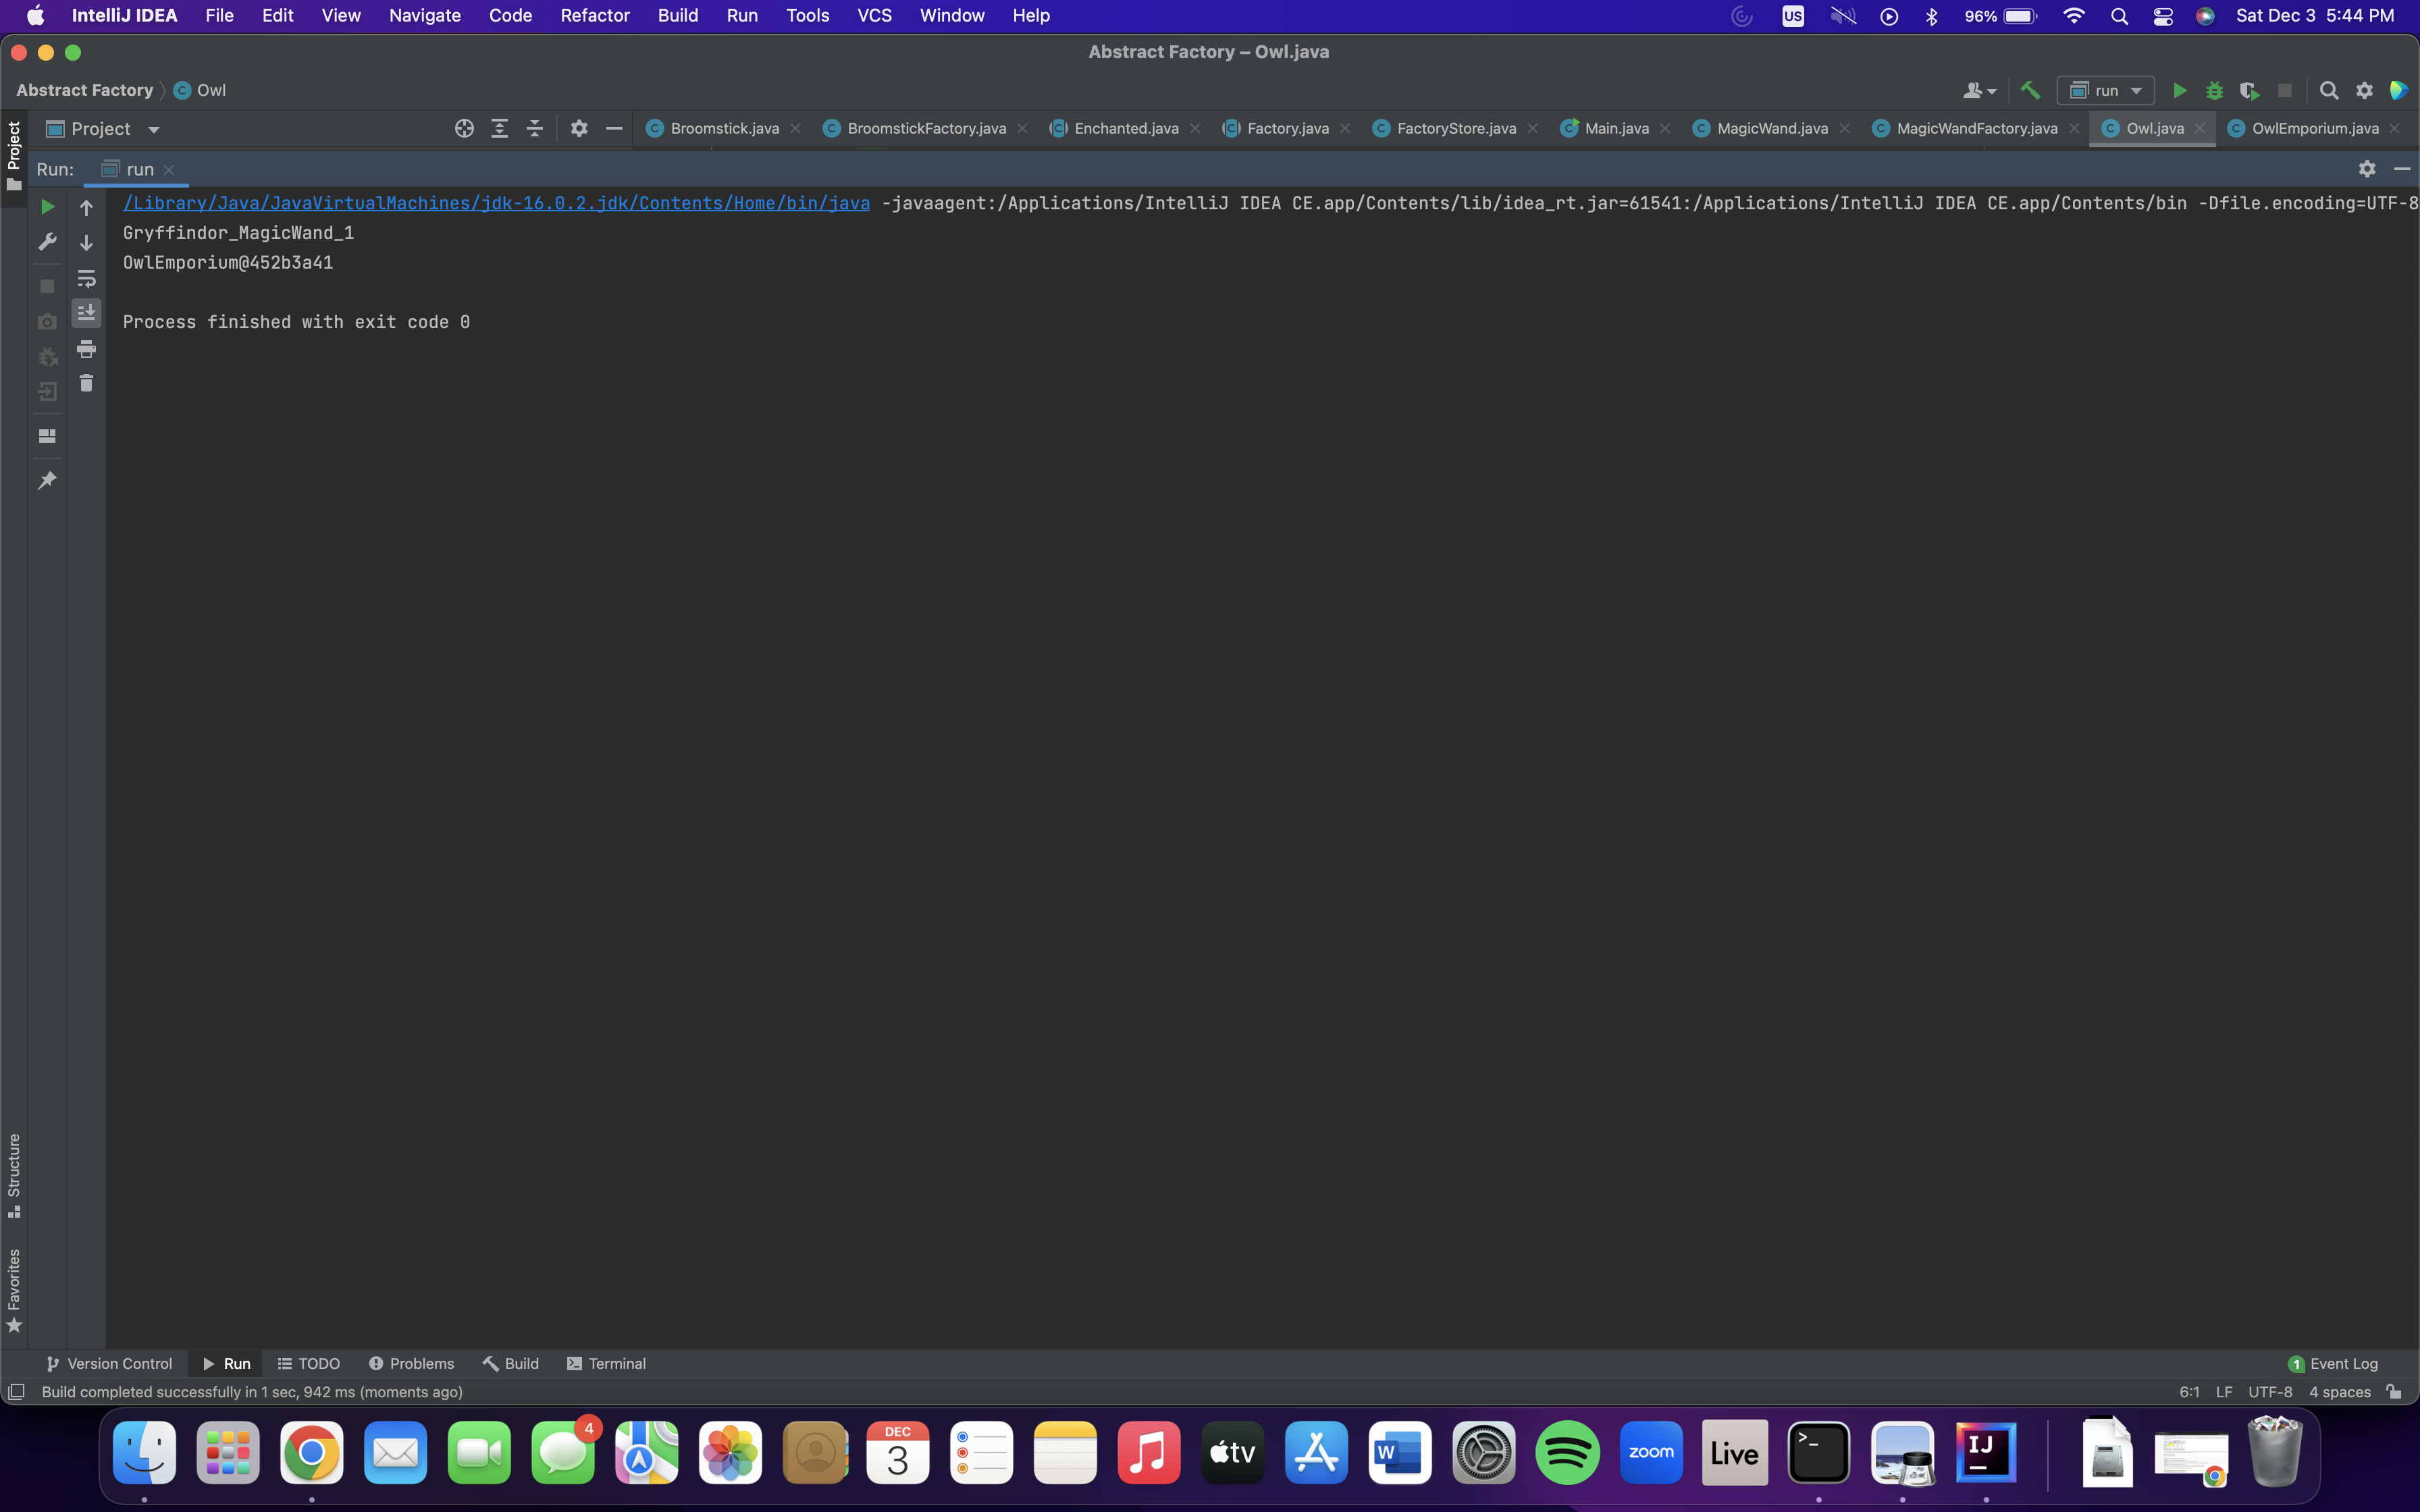 IntelliJ IDEA File Edit View Navigate Code Refactor Build Run Tools VCS Window Help US 96% Sat Dec 3 5:44 PM
Abstract Factory – Owl.java
Abstract Factory Owl run
Project Project Broomstick.java BroomstickFactory.java Enchanted.java Factory.java FactoryStore.java Main.java MagicWand.java MagicWandFactory.java Owl.java OwlEmporium.java
Run: run
/Library/Java/JavaVirtualMachines/jdk-16.0.2.jdk/Contents/Home/bin/java -javaagent:/Applications/IntelliJ IDEA CE.app/Contents/lib/idea_rt.jar=61541:/Applications/IntelliJ IDEA CE.app/Contents/bin -Dfile.encoding=UTF-8
Gryffindor_MagicWand_1
OwlEmporium@452b3a41
Process finished with exit code 0
Structure
Favorites
Version Control Run TODO Problems Build Terminal 1 Event Log
Build completed successfully in 1 sec, 942 ms (moments ago) 6:1 LF UTF-8 4 spaces
4 DEC 3 tv W zoom Live >_ IJ